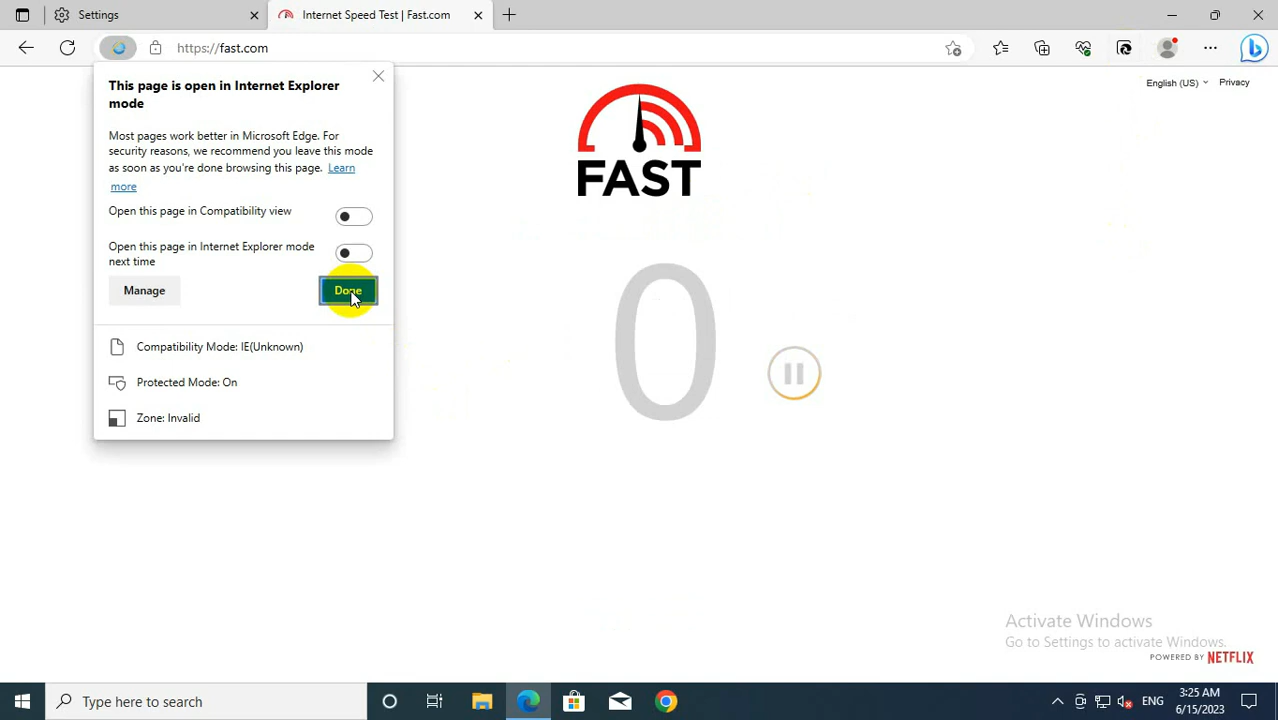 Settings
Internet Speed Test | Fast.com
https://fast.com
This page is open in Internet Explorer
mode
Most pages work better in Microsoft Edge. For
security reasons, we recommend you leave this mode
as soon as you're done browsing this page. Learn
more
Open this page in Compatibility view
Open this page in Internet Explorer mode
next time
Manage
Done
Compatibility Mode: IE(Unknown)
Protected Mode: On
Zone: Invalid
English (US)
Privacy
FAST
0
Activate Windows
Go to Settings to activate Windows.
POWERED BY NETFLIX
Type here to search
ENG
3:25 AM
6/15/2023